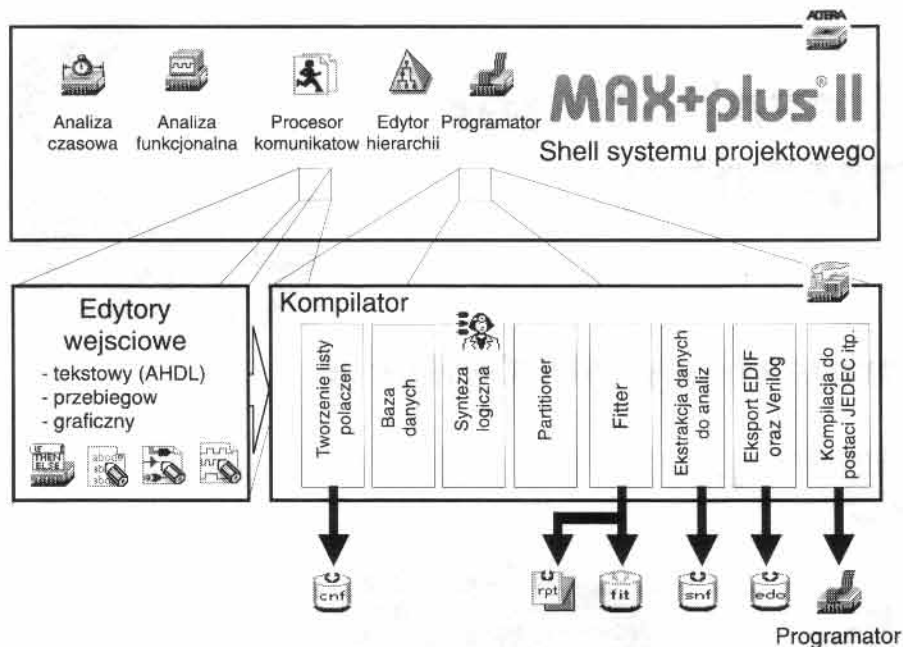 ALTERA
MAX+plus® II
Shell systemu projektowego
Analiza
czasowa
Analiza
funkcjonalna
Procesor
komunikatow
Edytor
hierarchii
Programator
Edytory
wejsciowe
- tekstowy (AHDL)
- przebiegow
- graficzny
IF
THEN
ELSE
Kompilator
Tworzenie listy
polaczen
Baza
danych
Synteza
logiczna
Partitioner
Fitter
Ekstrakcja danych
do analiz
Eksport EDIF
oraz Verilog
Kompilacja do
postaci JEDEC itp.
cnf
rpt
fit
snf
edo
Programator